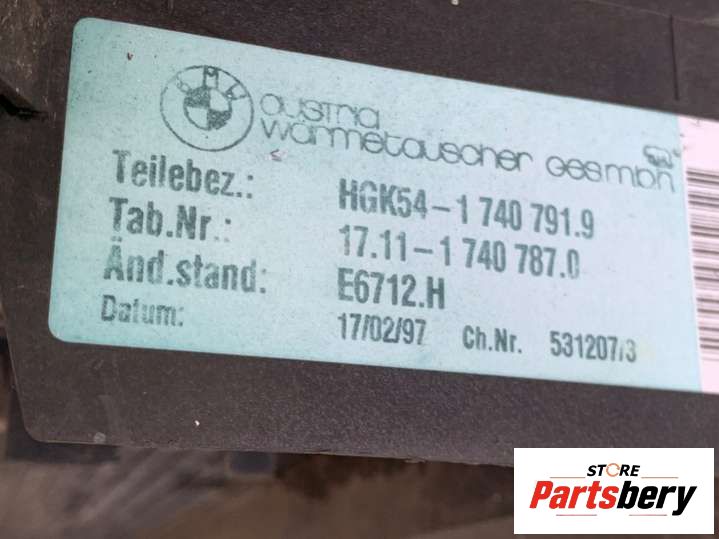 BMW
austria
wärmetauscher Gesmbh
Teilebez.: HGK54-1 740 791.9
Tab.Nr.: 17.11-1 740 787.0
Änd.stand: E6712.H
Datum: 17/02/97 Ch.Nr. 531207/3
STORE
Partsbery